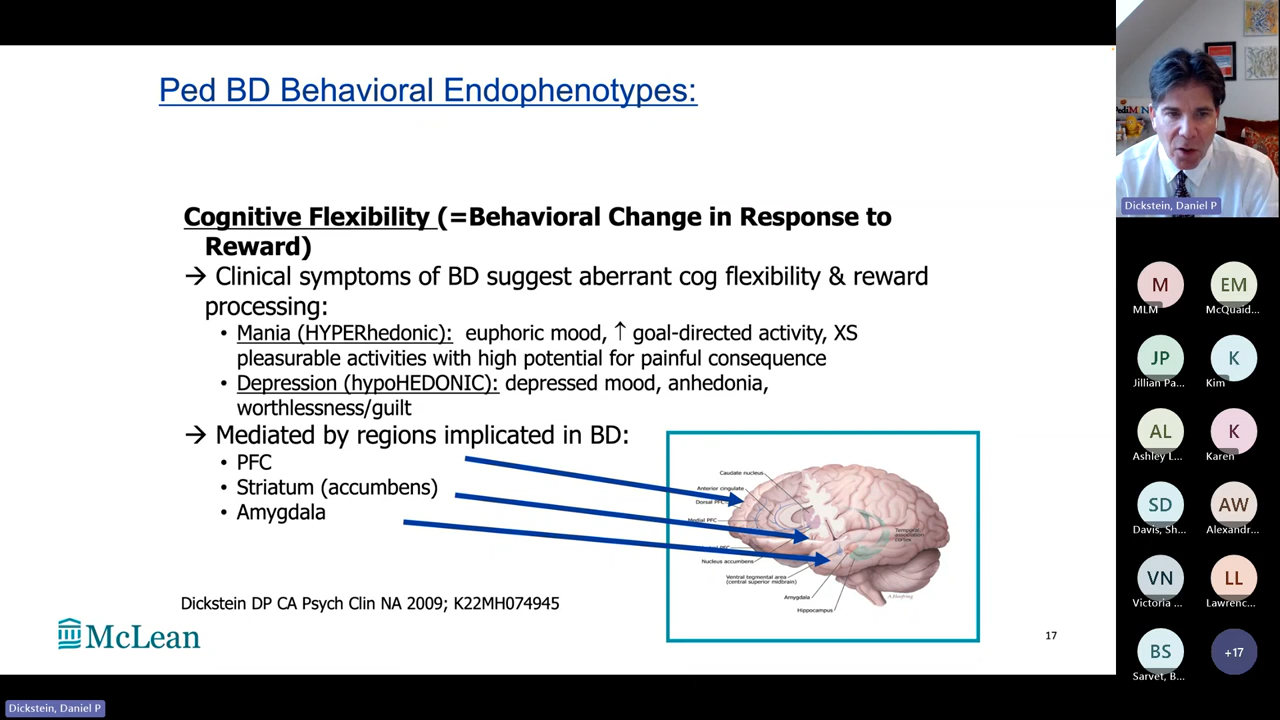 Ped BD Behavioral Endophenotypes:
Cognitive Flexibility (=Behavioral Change in Response to
Reward)
→ Clinical symptoms of BD suggest aberrant cog flexibility & reward
processing:
• Mania (HYPERhedonic): euphoric mood, ↑ goal-directed activity, XS
pleasurable activities with high potential for painful consequence
• Depression (hypoHEDONIC): depressed mood, anhedonia,
worthlessness/guilt
→ Mediated by regions implicated in BD:
• PFC
• Striatum (accumbens)
• Amygdala
Caudate nucleus
Anterior cingulate
Dorsal PFC
Medial PFC
PFC
Nucleus accumbens
Ventral tegmental area
(central superior midbrain)
Amygdala
Hippocampus
Temporal
association
cortex
Dickstein DP CA Psych Clin NA 2009; K22MH074945
McLean
17
Dickstein, Daniel P
M
MLM
EM
McQuaid...
JP
Jillian Pa...
K
Kim
AL
Ashley L...
K
Karen
SD
Davis, Sh...
AW
Alexandr...
VN
Victoria ...
LL
Lawrenc...
BS
Sarvet, B...
+17
Dickstein, Daniel P